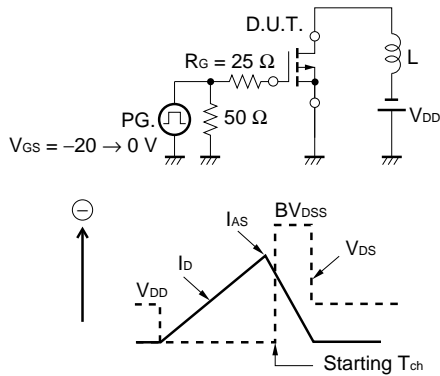 D.U.T.
RG = 25 Ω
L
PG.
50 Ω
VDD
VGS = −20 → 0 V
−
IAS
BVDSS
ID
VDS
VDD
Starting Tch